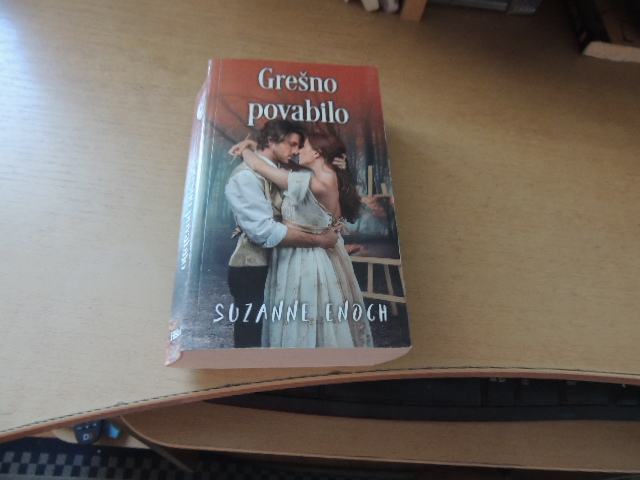 Grešno
povabilo
SUZANNE ENOCH